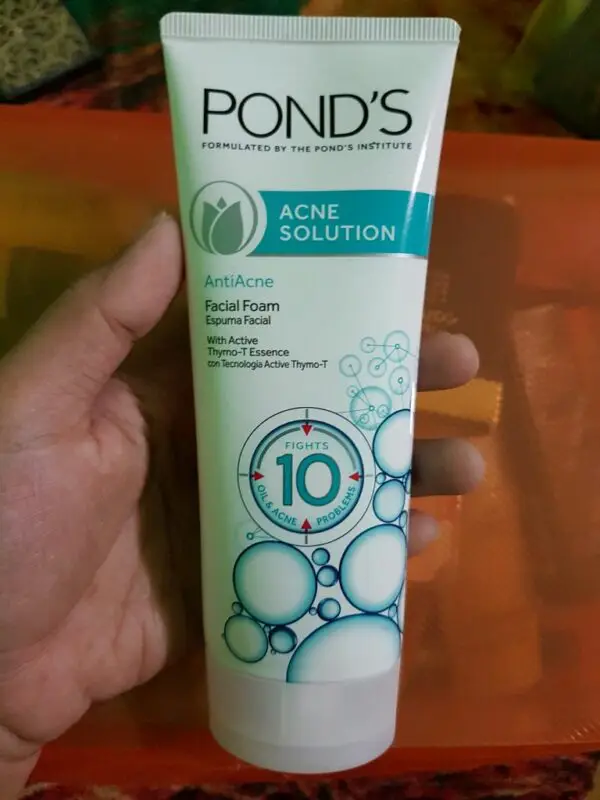 POND'S
FORMULATED BY THE POND'S INSTITUTE
ACNE
SOLUTION
AntiAcne
Facial Foam
Espuma Facial
With Active
Thymo-T Essence
con Tecnología Active Thymo-T
FIGHTS
10
OIL & ACNE PROBLEMS